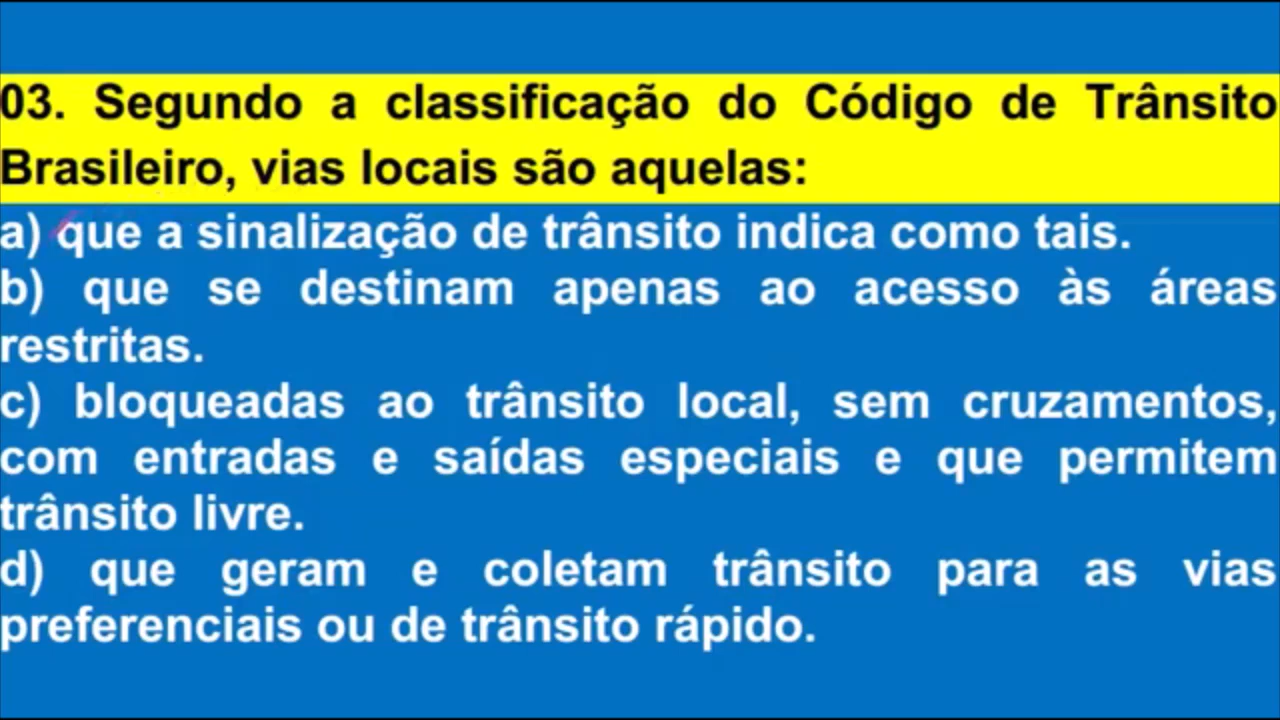 03. Segundo a classificação do Código de Trânsito
Brasileiro, vias locais são aquelas:
a) que a sinalização de trânsito indica como tais.
b) que se destinam apenas ao acesso às áreas
restritas.
c) bloqueadas ao trânsito local, sem cruzamentos,
com entradas e saídas especiais e que permitem
trânsito livre.
d) que geram e coletam trânsito para as vias
preferenciais ou de trânsito rápido.